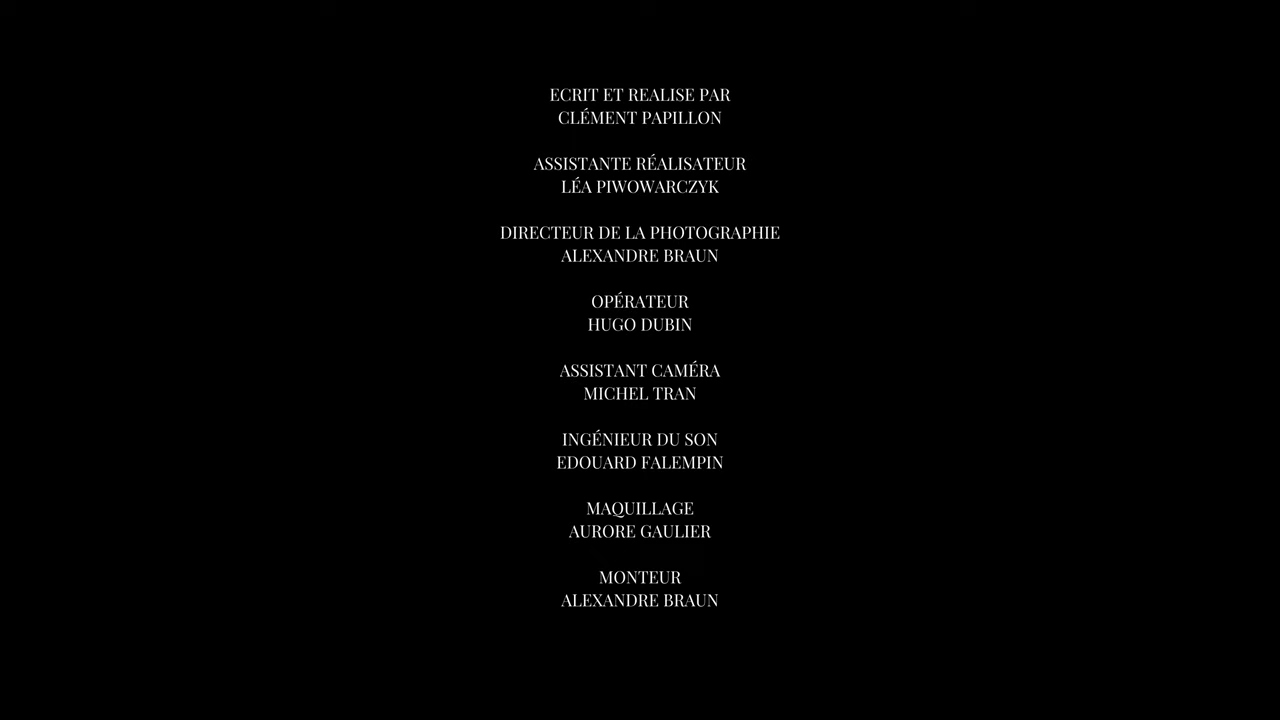 ECRIT ET REALISE PAR
CLÉMENT PAPILLON
ASSISTANTE RÉALISATEUR
LÉA PIWOWARCZYK
DIRECTEUR DE LA PHOTOGRAPHIE
ALEXANDRE BRAUN
OPÉRATEUR
HUGO DUBIN
ASSISTANT CAMÉRA
MICHEL TRAN
INGÉNIEUR DU SON
EDOUARD FALEMPIN
MAQUILLAGE
AURORE GAULIER
MONTEUR
ALEXANDRE BRAUN